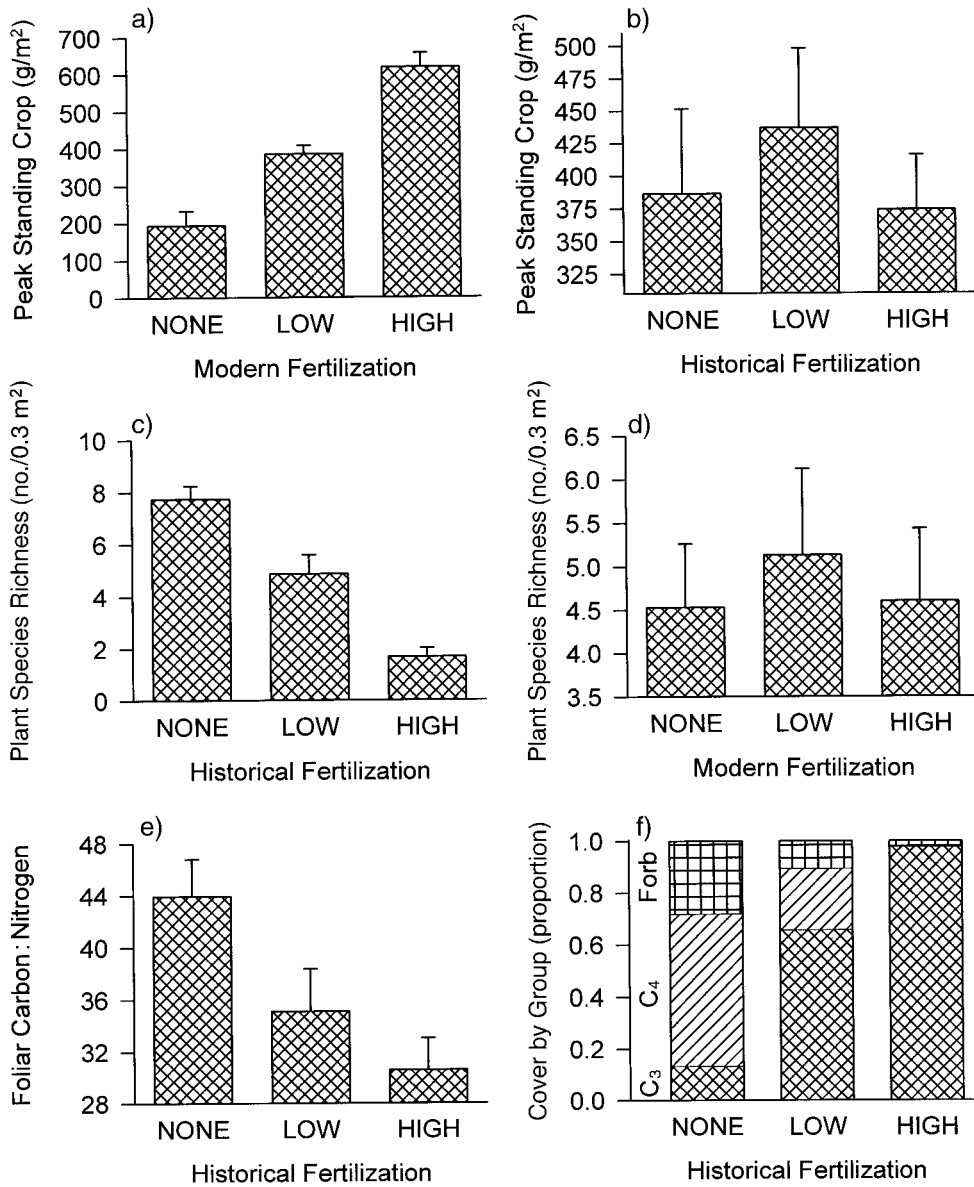 a)
Peak Standing Crop (g/m²)
700
600
500
400
300
200
100
0
NONE LOW HIGH
Modern Fertilization
b)
Peak Standing Crop (g/m²)
500
475
450
425
400
375
350
325
NONE LOW HIGH
Historical Fertilization
c)
Plant Species Richness (no./0.3 m²)
10
8
6
4
2
0
NONE LOW HIGH
Historical Fertilization
d)
Plant Species Richness (no./0.3 m²)
6.5
6.0
5.5
5.0
4.5
4.0
3.5
NONE LOW HIGH
Modern Fertilization
e)
Foliar Carbon : Nitrogen
48
44
40
36
32
28
NONE LOW HIGH
Historical Fertilization
f)
Cover by Group (proportion)
1.0
0.8
0.6
0.4
0.2
0.0
Forb
C₄
C₃
NONE LOW HIGH
Historical Fertilization